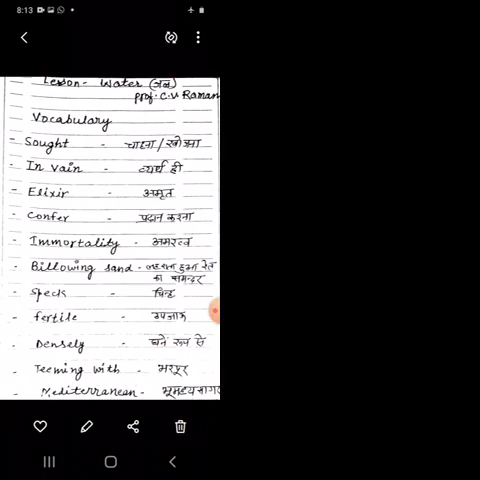 8:13
Lesson- Water (जल)
prof. C.V Raman
Vocabulary
- Sought - चाहना/खोजना
- In vain - व्यर्थ ही
- Elixir - अमृत
- Confer - प्रदान करना
- Immortality - अमरत्व
- Billowing sand - लहराता हुआ रेत
का समन्दर
- Speck - चिन्ह
- fertile - उपजाऊ
- Densely - घने रूप से
- Teeming with - भरपूर
- Mediterranean - भूमध्यसागर